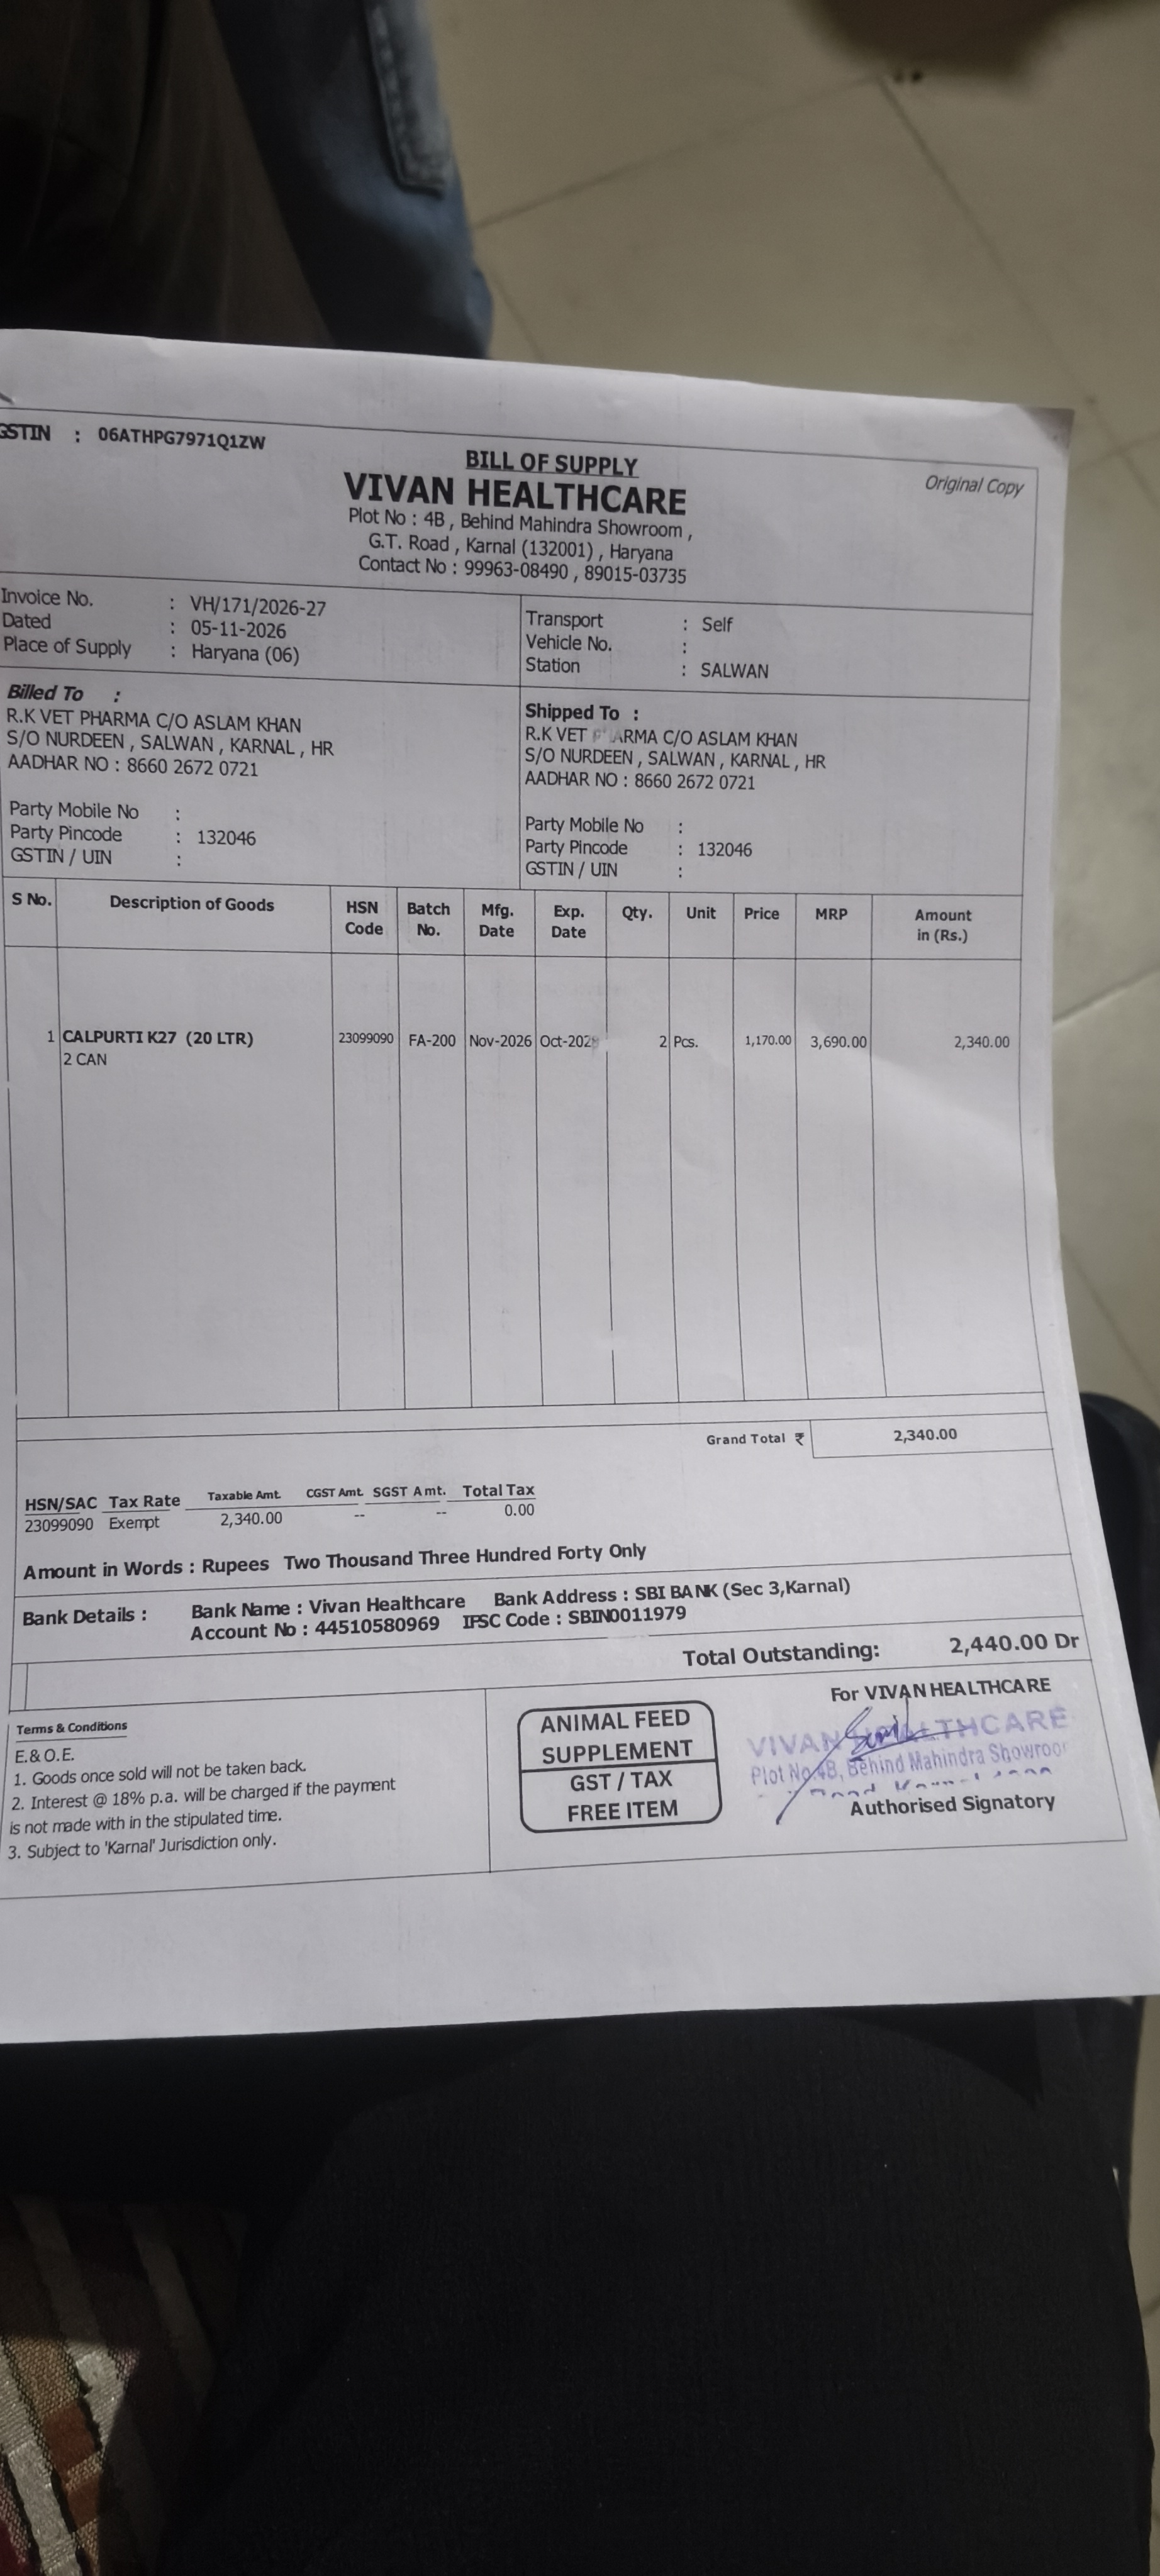 GSTIN : 06ATHPG7971Q1ZW
BILL OF SUPPLY
Original Copy
VIVAN HEALTHCARE
Plot No : 4B , Behind Mahindra Showroom ,
G.T. Road , Karnal (132001) , Haryana
Contact No : 99963-08490 , 89015-03735
Invoice No. : VH/171/2026-27
Dated : 05-11-2026
Place of Supply : Haryana (06)
Transport : Self
Vehicle No. :
Station : SALWAN
Billed To :
R.K VET PHARMA C/O ASLAM KHAN
S/O NURDEEN , SALWAN , KARNAL , HR
AADHAR NO : 8660 2672 0721
Party Mobile No :
Party Pincode : 132046
GSTIN / UIN :
Shipped To :
R.K VET PHARMA C/O ASLAM KHAN
S/O NURDEEN , SALWAN , KARNAL , HR
AADHAR NO : 8660 2672 0721
Party Mobile No :
Party Pincode : 132046
GSTIN / UIN :
S No. Description of Goods HSN Code Batch No. Mfg. Date Exp. Date Qty. Unit Price MRP Amount in (Rs.)
1 CALPURTI K27 (20 LTR) 23099090 FA-200 Nov-2026 2 Pcs. 1,170.00 3,690.00 2,340.00
2 CAN
Grand Total ₹ 2,340.00
HSN/SAC Tax Rate Taxable Amt. CGST Amt. SGST Amt. Total Tax
23099090 Exempt 2,340.00 -- -- 0.00
Amount in Words : Rupees Two Thousand Three Hundred Forty Only
Bank Details : Bank Name : Vivan Healthcare Bank Address : SBI BANK (Sec 3,Karnal)
Account No : 44510580969 IFSC Code : SBIN0011979
Total Outstanding: 2,440.00 Dr
Terms & Conditions
E.& O.E.
1. Goods once sold will not be taken back.
2. Interest @ 18% p.a. will be charged if the payment
is not made with in the stipulated time.
3. Subject to 'Karnal' Jurisdiction only.
ANIMAL FEED
SUPPLEMENT
GST / TAX
FREE ITEM
For VIVAN HEALTHCARE
VIVAN HEALTHCARE
Plot No.4B, Behind Mahindra Showroo
Authorised Signatory